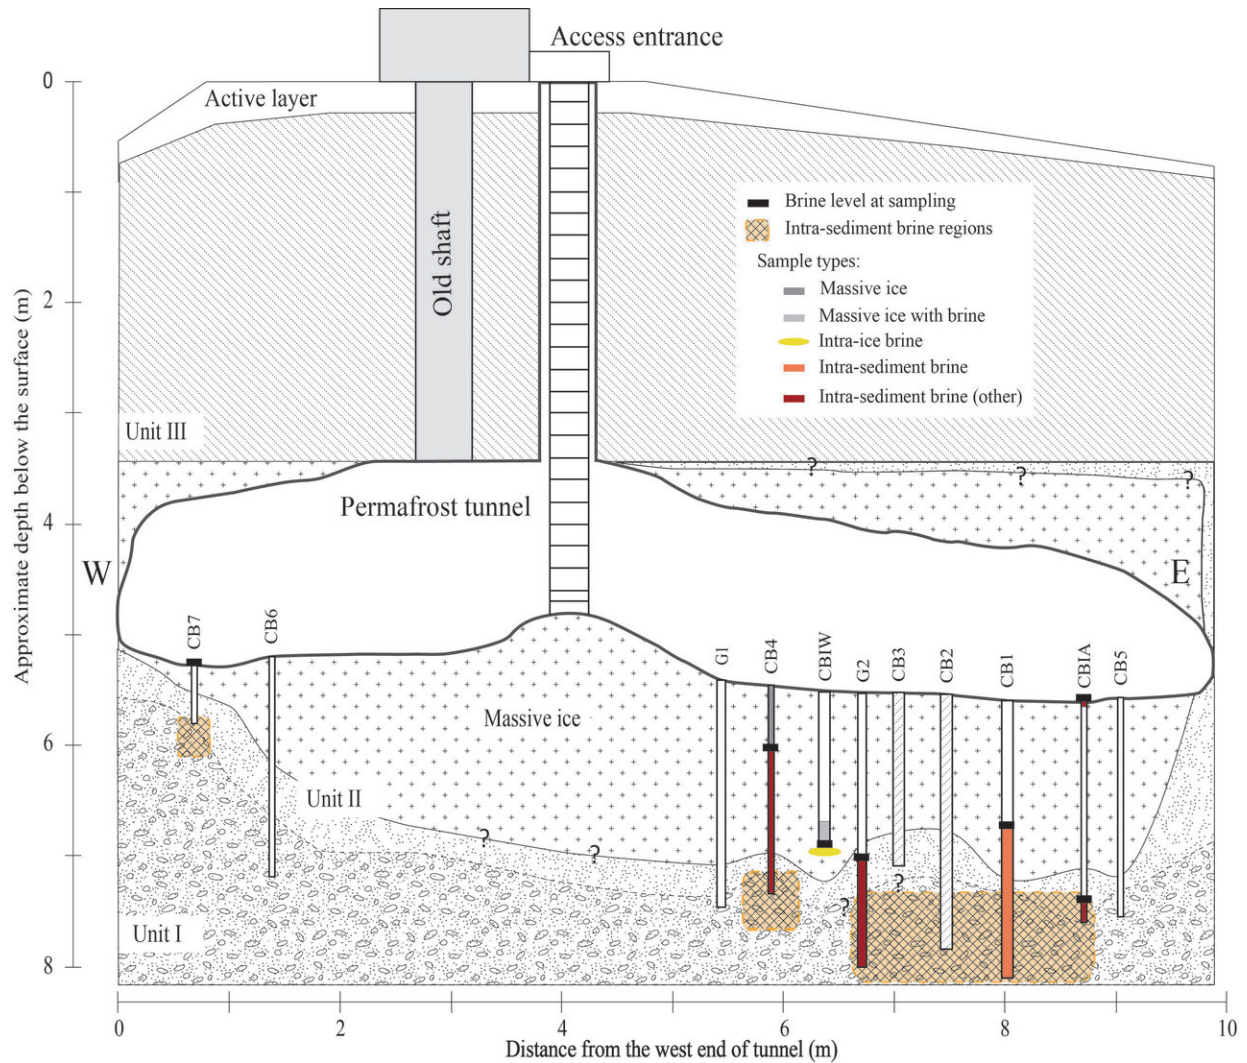 Access entrance
0
Active layer
Old shaft
Brine level at sampling
Intra-sediment brine regions
Sample types:
Massive ice
Massive ice with brine
Intra-ice brine
Intra-sediment brine
Intra-sediment brine (other)
2
Approximate depth below the surface (m)
Unit III
?
?
?
4
Permafrost tunnel
W
E
CB7
CB6
G1
CB4
CBIW
G2
CB3
CB2
CB1
CBIA
CB5
6
Massive ice
Unit II
?
?
?
?
Unit I
8
0
2
4
6
8
10
Distance from the west end of tunnel (m)